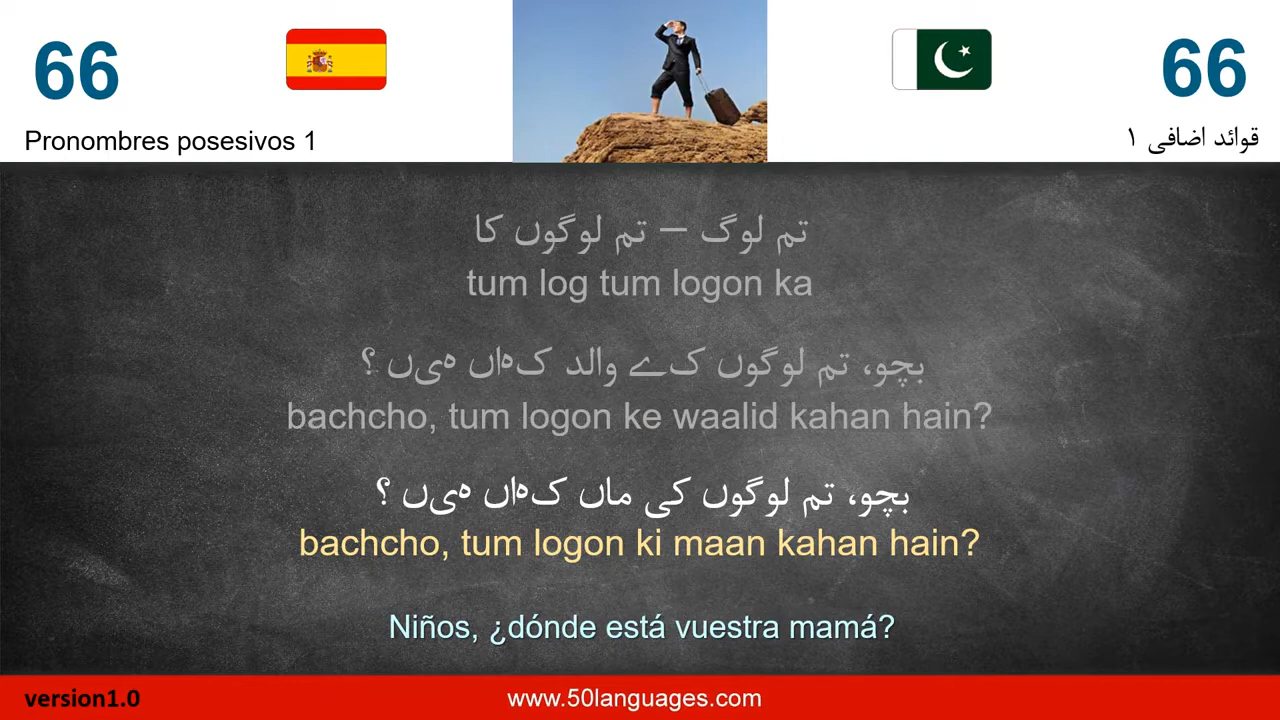 66
66
Pronombres posesivos 1
قوائد اضافی ۱
تم لوگ – تم لوگوں کا
tum log tum logon ka
بچو، تم لوگوں کے والد کہاں ہیں ؟
bachcho, tum logon ke waalid kahan hain?
بچو، تم لوگوں کی ماں کہاں ہیں ؟
bachcho, tum logon ki maan kahan hain?
Niños, ¿dónde está vuestra mamá?
version1.0
www.50languages.com